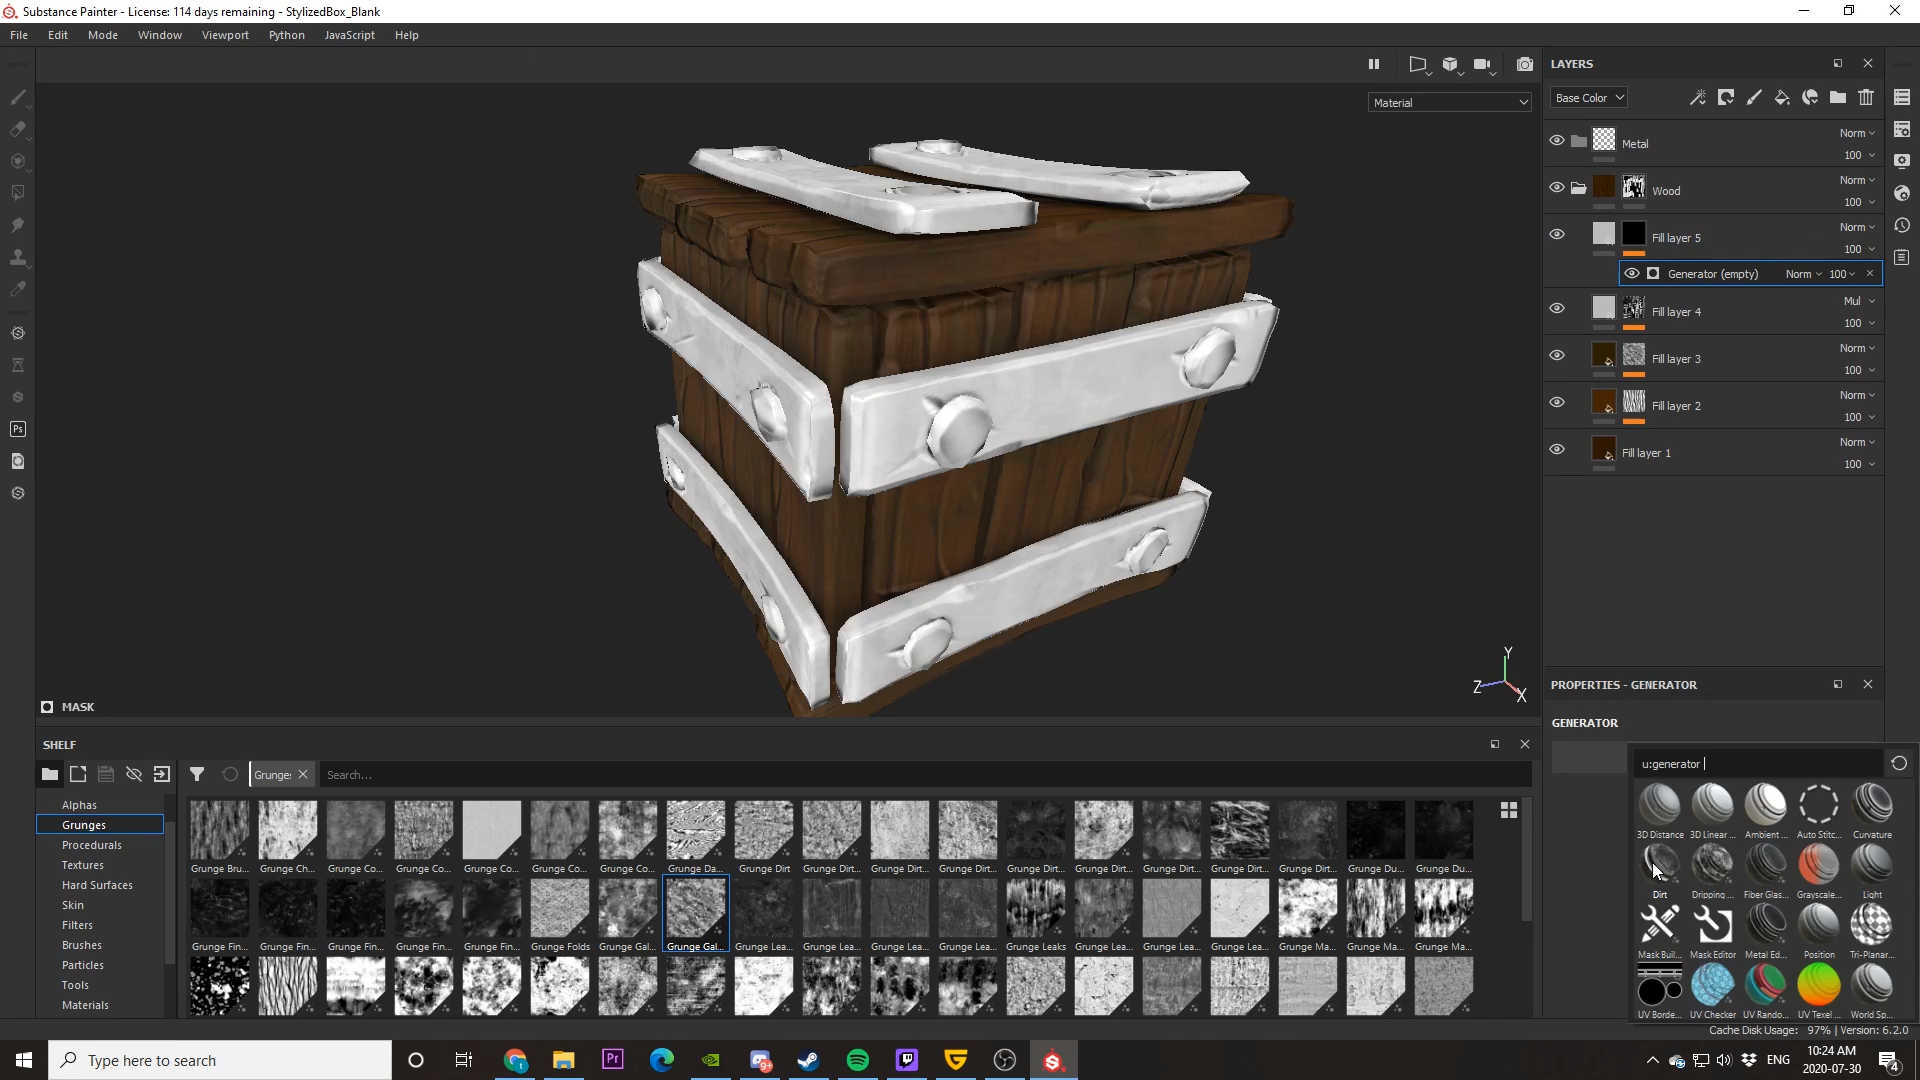 Substance Painter - License: 114 days remaining - StylizedBox_Blank
File Edit Mode Window Viewport Python JavaScript Help
Material
LAYERS
Base Color
Metal Norm 100
Wood Norm 100
Fill layer 5 Norm 100
Generator (empty) Norm 100
Fill layer 4 Mul 100
Fill layer 3 Norm 100
Fill layer 2 Norm 100
Fill layer 1 Norm 100
Ps
Y
Z X
MASK
PROPERTIES - GENERATOR
GENERATOR
u:generator
3D Distance 3D Linear ... Ambient ... Auto Stitc... Curvature
Dirt Dripping ... Fiber Glas... Grayscale... Light
Mask Buil... Mask Editor Metal Ed... Position Tri-Planar...
UV Borde... UV Checker UV Rando... UV Texel ... World Sp...
SHELF
Grunges Search...
Alphas
Grunges
Procedurals
Textures
Hard Surfaces
Skin
Filters
Brushes
Particles
Tools
Materials
Grunge Bru... Grunge Ch... Grunge Co... Grunge Co... Grunge Co... Grunge Co... Grunge Co... Grunge Da... Grunge Dirt Grunge Dirt... Grunge Dirt... Grunge Dirt... Grunge Dirt... Grunge Dirt... Grunge Dirt... Grunge Dirt... Grunge Dirt... Grunge Du... Grunge Du...
Grunge Fin... Grunge Fin... Grunge Fin... Grunge Fin... Grunge Fin... Grunge Folds Grunge Gal... Grunge Gal... Grunge Lea... Grunge Lea... Grunge Lea... Grunge Lea... Grunge Leaks Grunge Lea... Grunge Lea... Grunge Lea... Grunge Ma... Grunge Ma... Grunge Ma...
Cache Disk Usage: 97% | Version: 6.2.0
Type here to search
Pr
9+
ENG
10:24 AM
2020-07-30
4